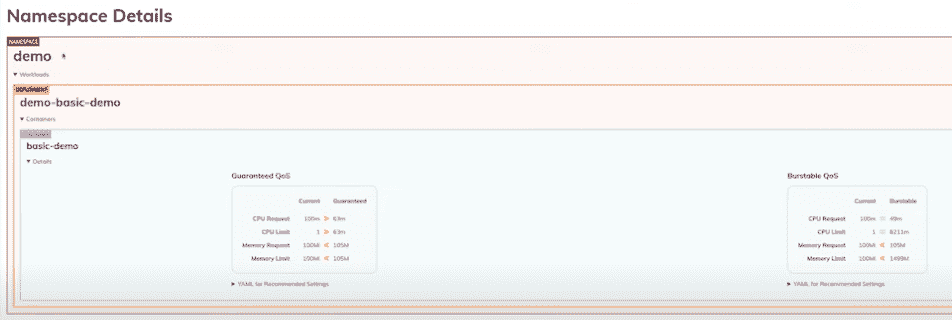 Namespace Details
NAMESPACE
demo
▼ Workloads
DEPLOYMENT
demo-basic-demo
▼ Containers
basic-demo
▼ Details
Guaranteed QoS
Current Guaranteed
CPU Request 100m > 63m
CPU Limit 1 > 63m
Memory Request 100Mi < 105M
Memory Limit 100Mi < 105M
► YAML for Recommended Settings
Burstable QoS
Current Burstable
CPU Request 100m 49m
CPU Limit 1 6211m
Memory Request 100Mi < 105M
Memory Limit 100Mi < 1499M
► YAML for Recommended Settings